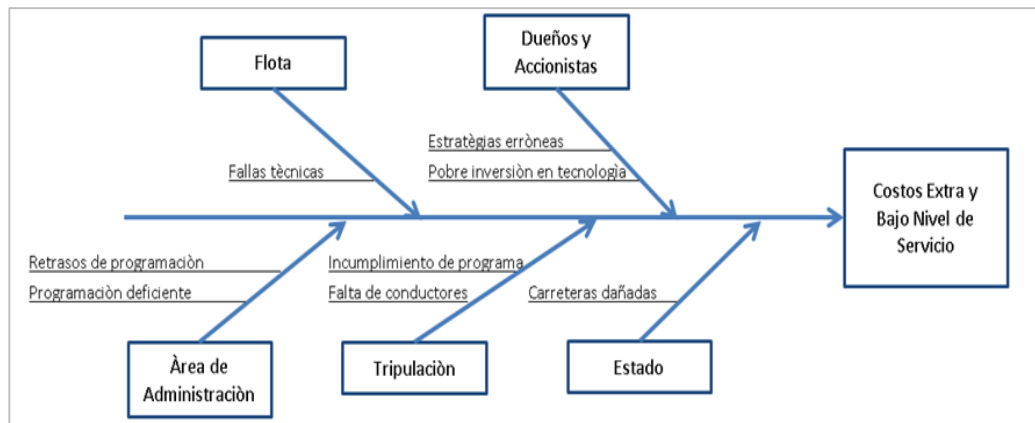 Flota
Dueños y
Accionistas
Fallas tècnicas
Estratègias erròneas
Pobre inversiòn en tecnologìa
Costos Extra y
Bajo Nivel de
Servicio
Retrasos de programaciòn
Programaciòn deficiente
Incumplimiento de programa
Falta de conductores
Carreteras dañadas
Àrea de
Administraciòn
Tripulaciòn
Estado